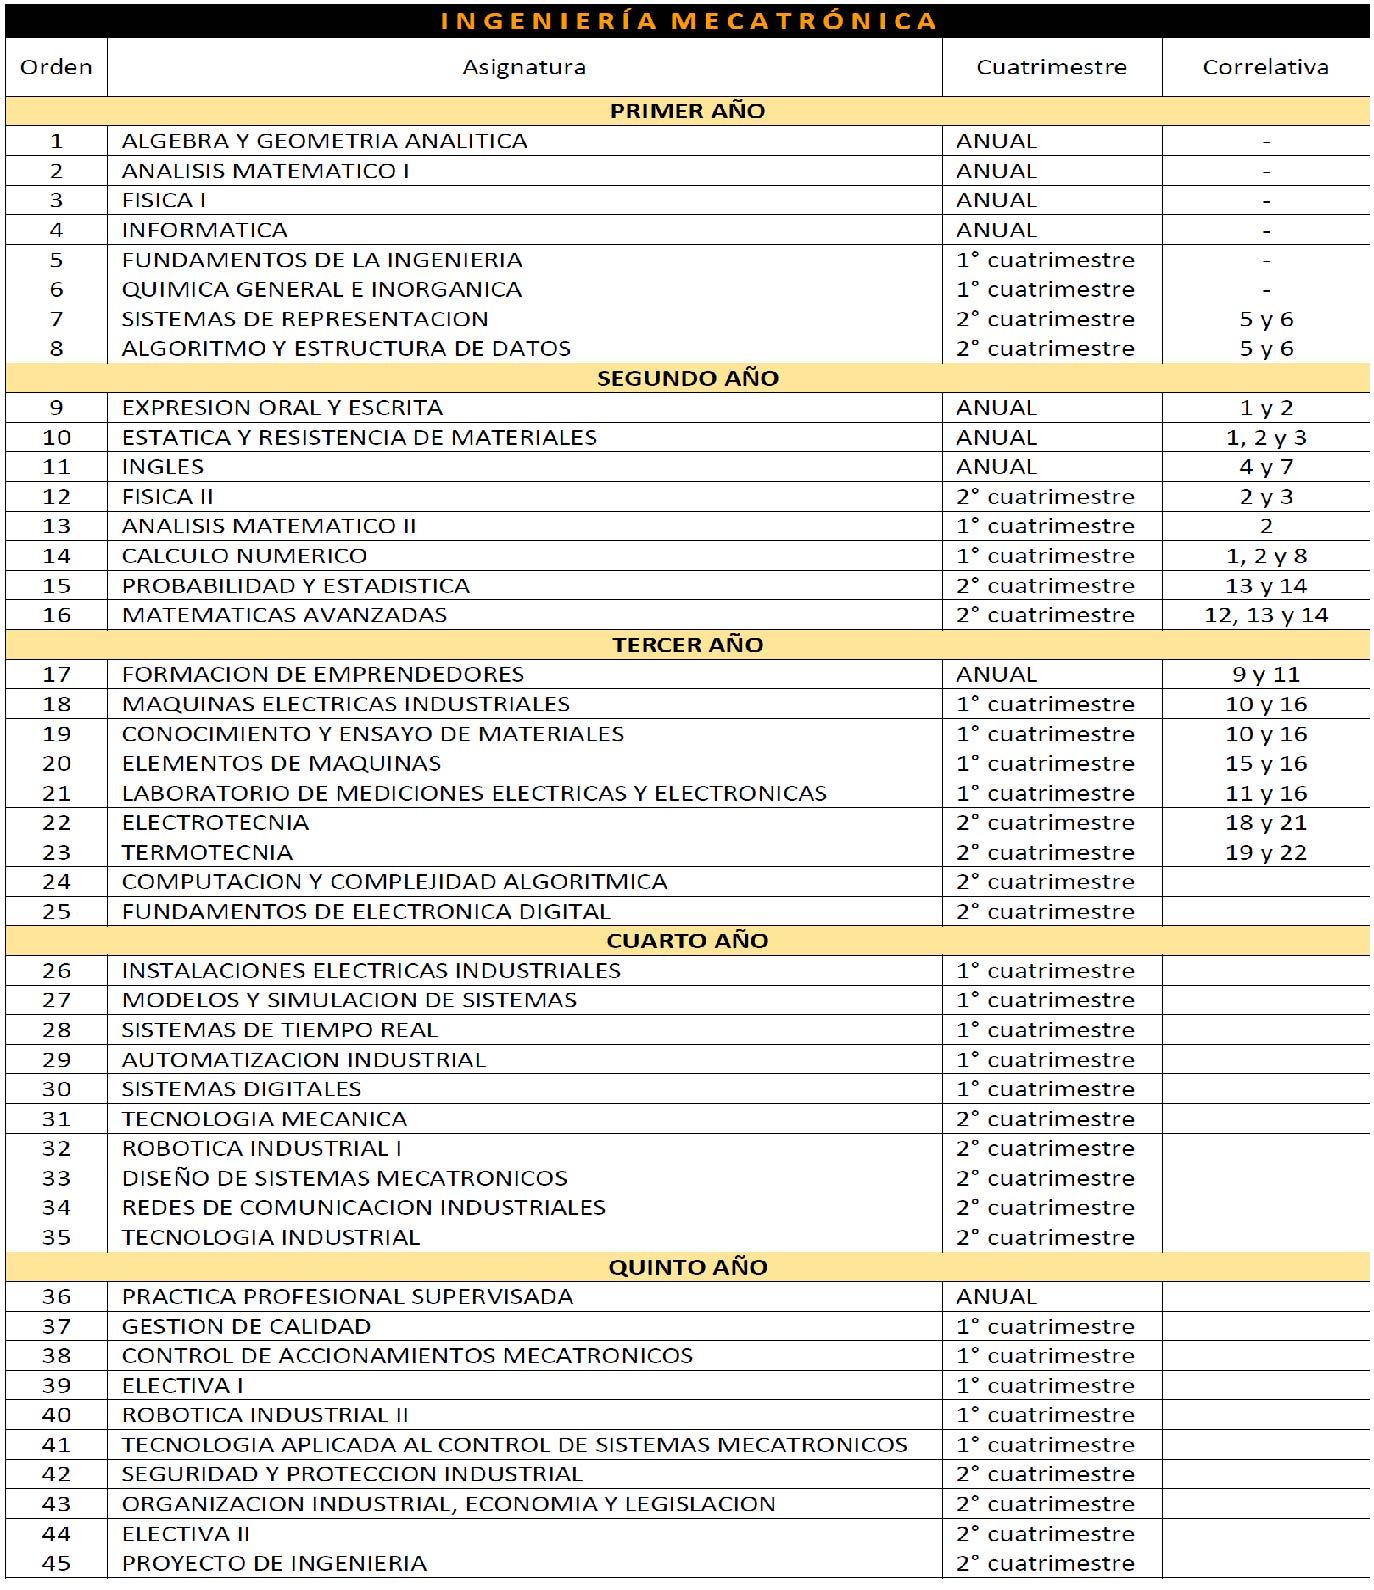 INGENIERÍA MECATRÓNICA
Orden Asignatura Cuatrimestre Correlativa
PRIMER AÑO
1 ALGEBRA Y GEOMETRIA ANALITICA ANUAL -
2 ANALISIS MATEMATICO I ANUAL -
3 FISICA I ANUAL -
4 INFORMATICA ANUAL -
5 FUNDAMENTOS DE LA INGENIERIA 1° cuatrimestre -
6 QUIMICA GENERAL E INORGANICA 1° cuatrimestre -
7 SISTEMAS DE REPRESENTACION 2° cuatrimestre 5 y 6
8 ALGORITMO Y ESTRUCTURA DE DATOS 2° cuatrimestre 5 y 6
SEGUNDO AÑO
9 EXPRESION ORAL Y ESCRITA ANUAL 1 y 2
10 ESTATICA Y RESISTENCIA DE MATERIALES ANUAL 1, 2 y 3
11 INGLES ANUAL 4 y 7
12 FISICA II 2° cuatrimestre 2 y 3
13 ANALISIS MATEMATICO II 1° cuatrimestre 2
14 CALCULO NUMERICO 1° cuatrimestre 1, 2 y 8
15 PROBABILIDAD Y ESTADISTICA 2° cuatrimestre 13 y 14
16 MATEMATICAS AVANZADAS 2° cuatrimestre 12, 13 y 14
TERCER AÑO
17 FORMACION DE EMPRENDEDORES ANUAL 9 y 11
18 MAQUINAS ELECTRICAS INDUSTRIALES 1° cuatrimestre 10 y 16
19 CONOCIMIENTO Y ENSAYO DE MATERIALES 1° cuatrimestre 10 y 16
20 ELEMENTOS DE MAQUINAS 1° cuatrimestre 15 y 16
21 LABORATORIO DE MEDICIONES ELECTRICAS Y ELECTRONICAS 1° cuatrimestre 11 y 16
22 ELECTROTECNIA 2° cuatrimestre 18 y 21
23 TERMOTECNIA 2° cuatrimestre 19 y 22
24 COMPUTACION Y COMPLEJIDAD ALGORITMICA 2° cuatrimestre
25 FUNDAMENTOS DE ELECTRONICA DIGITAL 2° cuatrimestre
CUARTO AÑO
26 INSTALACIONES ELECTRICAS INDUSTRIALES 1° cuatrimestre
27 MODELOS Y SIMULACION DE SISTEMAS 1° cuatrimestre
28 SISTEMAS DE TIEMPO REAL 1° cuatrimestre
29 AUTOMATIZACION INDUSTRIAL 1° cuatrimestre
30 SISTEMAS DIGITALES 1° cuatrimestre
31 TECNOLOGIA MECANICA 2° cuatrimestre
32 ROBOTICA INDUSTRIAL I 2° cuatrimestre
33 DISEÑO DE SISTEMAS MECATRONICOS 2° cuatrimestre
34 REDES DE COMUNICACION INDUSTRIALES 2° cuatrimestre
35 TECNOLOGIA INDUSTRIAL 2° cuatrimestre
QUINTO AÑO
36 PRACTICA PROFESIONAL SUPERVISADA ANUAL
37 GESTION DE CALIDAD 1° cuatrimestre
38 CONTROL DE ACCIONAMIENTOS MECATRONICOS 1° cuatrimestre
39 ELECTIVA I 1° cuatrimestre
40 ROBOTICA INDUSTRIAL II 1° cuatrimestre
41 TECNOLOGIA APLICADA AL CONTROL DE SISTEMAS MECATRONICOS 1° cuatrimestre
42 SEGURIDAD Y PROTECCION INDUSTRIAL 2° cuatrimestre
43 ORGANIZACION INDUSTRIAL, ECONOMIA Y LEGISLACION 2° cuatrimestre
44 ELECTIVA II 2° cuatrimestre
45 PROYECTO DE INGENIERIA 2° cuatrimestre